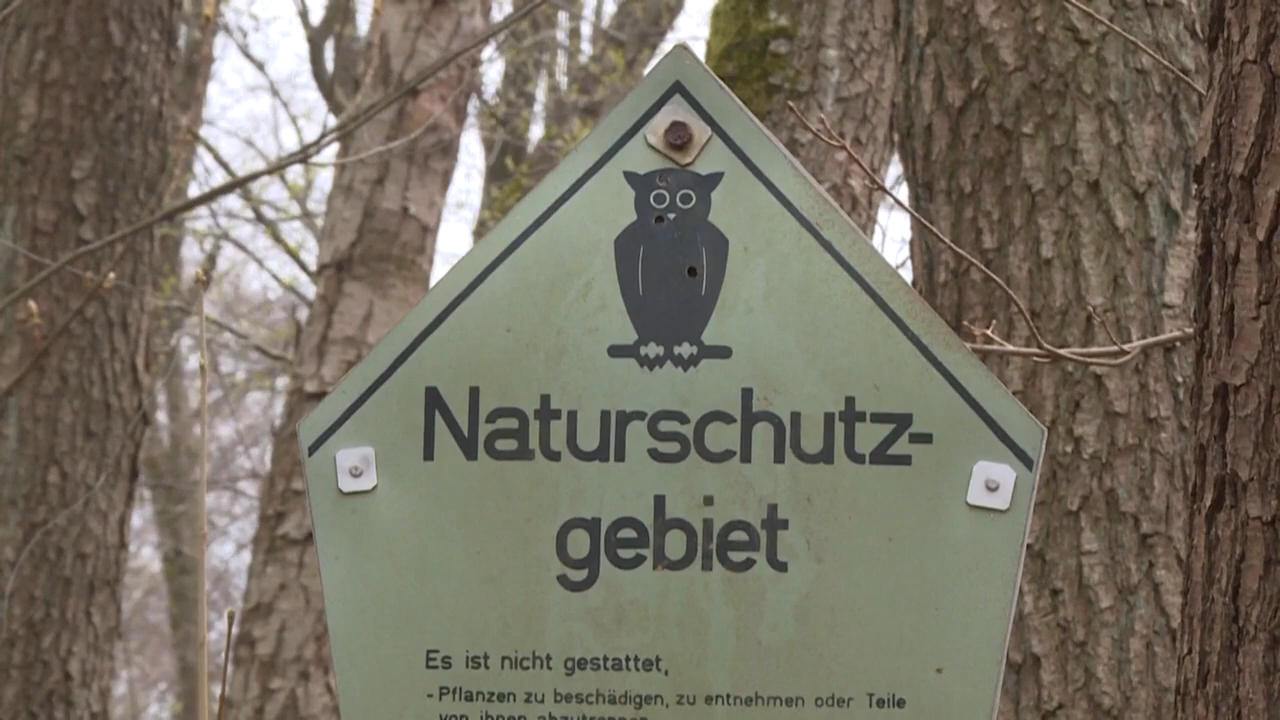 Naturschutz-
gebiet
Es ist nicht gestattet,
- Pflanzen zu beschädigen, zu entnehmen oder Teile
von ihnen abzutrennen